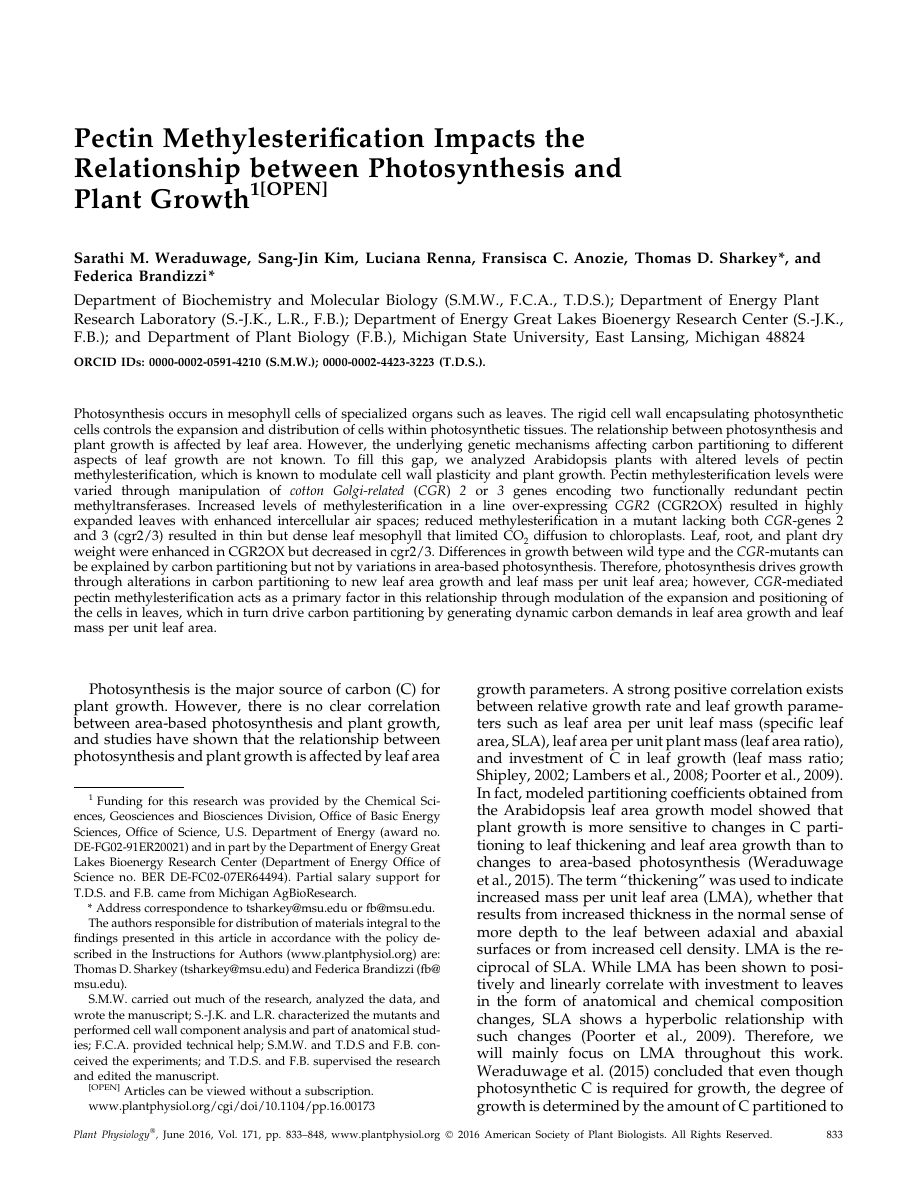 Pectin Methylesterification Impacts the
Relationship between Photosynthesis and
Plant Growth1[OPEN]
Sarathi M. Weraduwage, Sang-Jin Kim, Luciana Renna, Fransisca C. Anozie, Thomas D. Sharkey*, and
Federica Brandizzi*
Department of Biochemistry and Molecular Biology (S.M.W., F.C.A., T.D.S.); Department of Energy Plant
Research Laboratory (S.-J.K., L.R., F.B.); Department of Energy Great Lakes Bioenergy Research Center (S.-J.K.,
F.B.); and Department of Plant Biology (F.B.), Michigan State University, East Lansing, Michigan 48824
ORCID IDs: 0000-0002-0591-4210 (S.M.W.); 0000-0002-4423-3223 (T.D.S.).
Photosynthesis occurs in mesophyll cells of specialized organs such as leaves. The rigid cell wall encapsulating photosynthetic
cells controls the expansion and distribution of cells within photosynthetic tissues. The relationship between photosynthesis and
plant growth is affected by leaf area. However, the underlying genetic mechanisms affecting carbon partitioning to different
aspects of leaf growth are not known. To fill this gap, we analyzed Arabidopsis plants with altered levels of pectin
methylesterification, which is known to modulate cell wall plasticity and plant growth. Pectin methylesterification levels were
varied through manipulation of cotton Golgi-related (CGR) 2 or 3 genes encoding two functionally redundant pectin
methyltransferases. Increased levels of methylesterification in a line over-expressing CGR2 (CGR2OX) resulted in highly
expanded leaves with enhanced intercellular air spaces; reduced methylesterification in a mutant lacking both CGR-genes 2
and 3 (cgr2/3) resulted in thin but dense leaf mesophyll that limited CO2 diffusion to chloroplasts. Leaf, root, and plant dry
weight were enhanced in CGR2OX but decreased in cgr2/3. Differences in growth between wild type and the CGR-mutants can
be explained by carbon partitioning but not by variations in area-based photosynthesis. Therefore, photosynthesis drives growth
through alterations in carbon partitioning to new leaf area growth and leaf mass per unit leaf area; however, CGR-mediated
pectin methylesterification acts as a primary factor in this relationship through modulation of the expansion and positioning of
the cells in leaves, which in turn drive carbon partitioning by generating dynamic carbon demands in leaf area growth and leaf
mass per unit leaf area.
Photosynthesis is the major source of carbon (C) for
plant growth. However, there is no clear correlation
between area-based photosynthesis and plant growth,
and studies have shown that the relationship between
photosynthesis and plant growth is affected by leaf area
1 Funding for this research was provided by the Chemical Sci-
ences, Geosciences and Biosciences Division, Office of Basic Energy
Sciences, Office of Science, U.S. Department of Energy (award no.
DE-FG02-91ER20021) and in part by the Department of Energy Great
Lakes Bioenergy Research Center (Department of Energy Office of
Science no. BER DE-FC02-07ER64494). Partial salary support for
T.D.S. and F.B. came from Michigan AgBioResearch.
* Address correspondence to tsharkey@msu.edu or fb@msu.edu.
The authors responsible for distribution of materials integral to the
findings presented in this article in accordance with the policy de-
scribed in the Instructions for Authors (www.plantphysiol.org) are:
Thomas D. Sharkey (tsharkey@msu.edu) and Federica Brandizzi (fb@
msu.edu).
S.M.W. carried out much of the research, analyzed the data, and
wrote the manuscript; S.-J.K. and L.R. characterized the mutants and
performed cell wall component analysis and part of anatomical stud-
ies; F.C.A. provided technical help; S.M.W. and T.D.S and F.B. con-
ceived the experiments; and T.D.S. and F.B. supervised the research
and edited the manuscript.
[OPEN] Articles can be viewed without a subscription.
www.plantphysiol.org/cgi/doi/10.1104/pp.16.00173
growth parameters. A strong positive correlation exists
between relative growth rate and leaf growth parame-
ters such as leaf area per unit leaf mass (specific leaf
area, SLA), leaf area per unit plant mass (leaf area ratio),
and investment of C in leaf growth (leaf mass ratio;
Shipley, 2002; Lambers et al., 2008; Poorter et al., 2009).
In fact, modeled partitioning coefficients obtained from
the Arabidopsis leaf area growth model showed that
plant growth is more sensitive to changes in C parti-
tioning to leaf thickening and leaf area growth than to
changes to area-based photosynthesis (Weraduwage
et al., 2015). The term “thickening” was used to indicate
increased mass per unit leaf area (LMA), whether that
results from increased thickness in the normal sense of
more depth to the leaf between adaxial and abaxial
surfaces or from increased cell density. LMA is the re-
ciprocal of SLA. While LMA has been shown to posi-
tively and linearly correlate with investment to leaves
in the form of anatomical and chemical composition
changes, SLA shows a hyperbolic relationship with
such changes (Poorter et al., 2009). Therefore, we
will mainly focus on LMA throughout this work.
Weraduwage et al. (2015) concluded that even though
photosynthetic C is required for growth, the degree of
growth is determined by the amount of C partitioned to
Plant Physiology®, June 2016, Vol. 171, pp. 833–848, www.plantphysiol.org © 2016 American Society of Plant Biologists. All Rights Reserved. 833